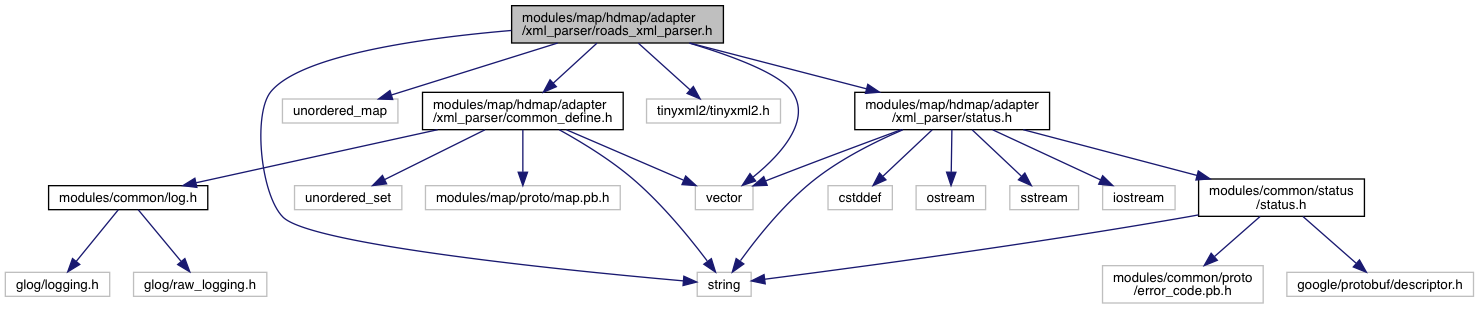 modules/map/hdmap/adapter
/xml_parser/roads_xml_parser.h
unordered_map
modules/map/hdmap/adapter
/xml_parser/common_define.h
tinyxml2/tinyxml2.h
modules/map/hdmap/adapter
/xml_parser/status.h
modules/common/log.h
unordered_set
modules/map/proto/map.pb.h
vector
cstddef
ostream
sstream
iostream
modules/common/status
/status.h
glog/logging.h
glog/raw_logging.h
string
modules/common/proto
/error_code.pb.h
google/protobuf/descriptor.h